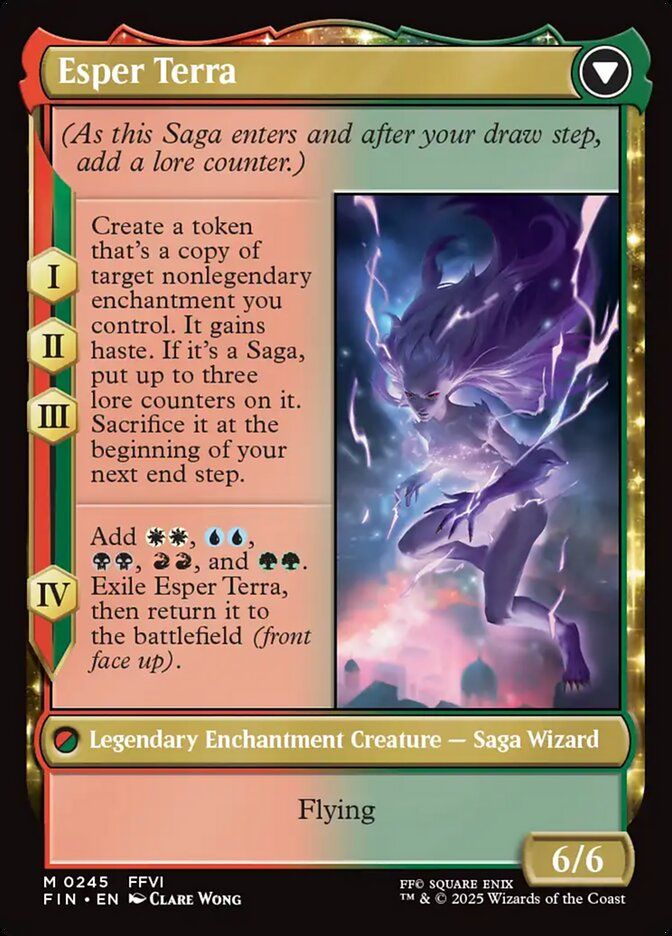 Esper Terra
(As this Saga enters and after your draw step,
add a lore counter.)
I
II
III
Create a token
that's a copy of
target nonlegendary
enchantment you
control. It gains
haste. If it's a Saga,
put up to three
lore counters on it.
Sacrifice it at the
beginning of your
next end step.
IV
Add , ,
, , and .
Exile Esper Terra,
then return it to
the battlefield (front
face up).
Legendary Enchantment Creature — Saga Wizard
Flying
6/6
M 0245 FFVI
FIN • EN CLARE WONG
FF© SQUARE ENIX
™ & © 2025 Wizards of the Coast